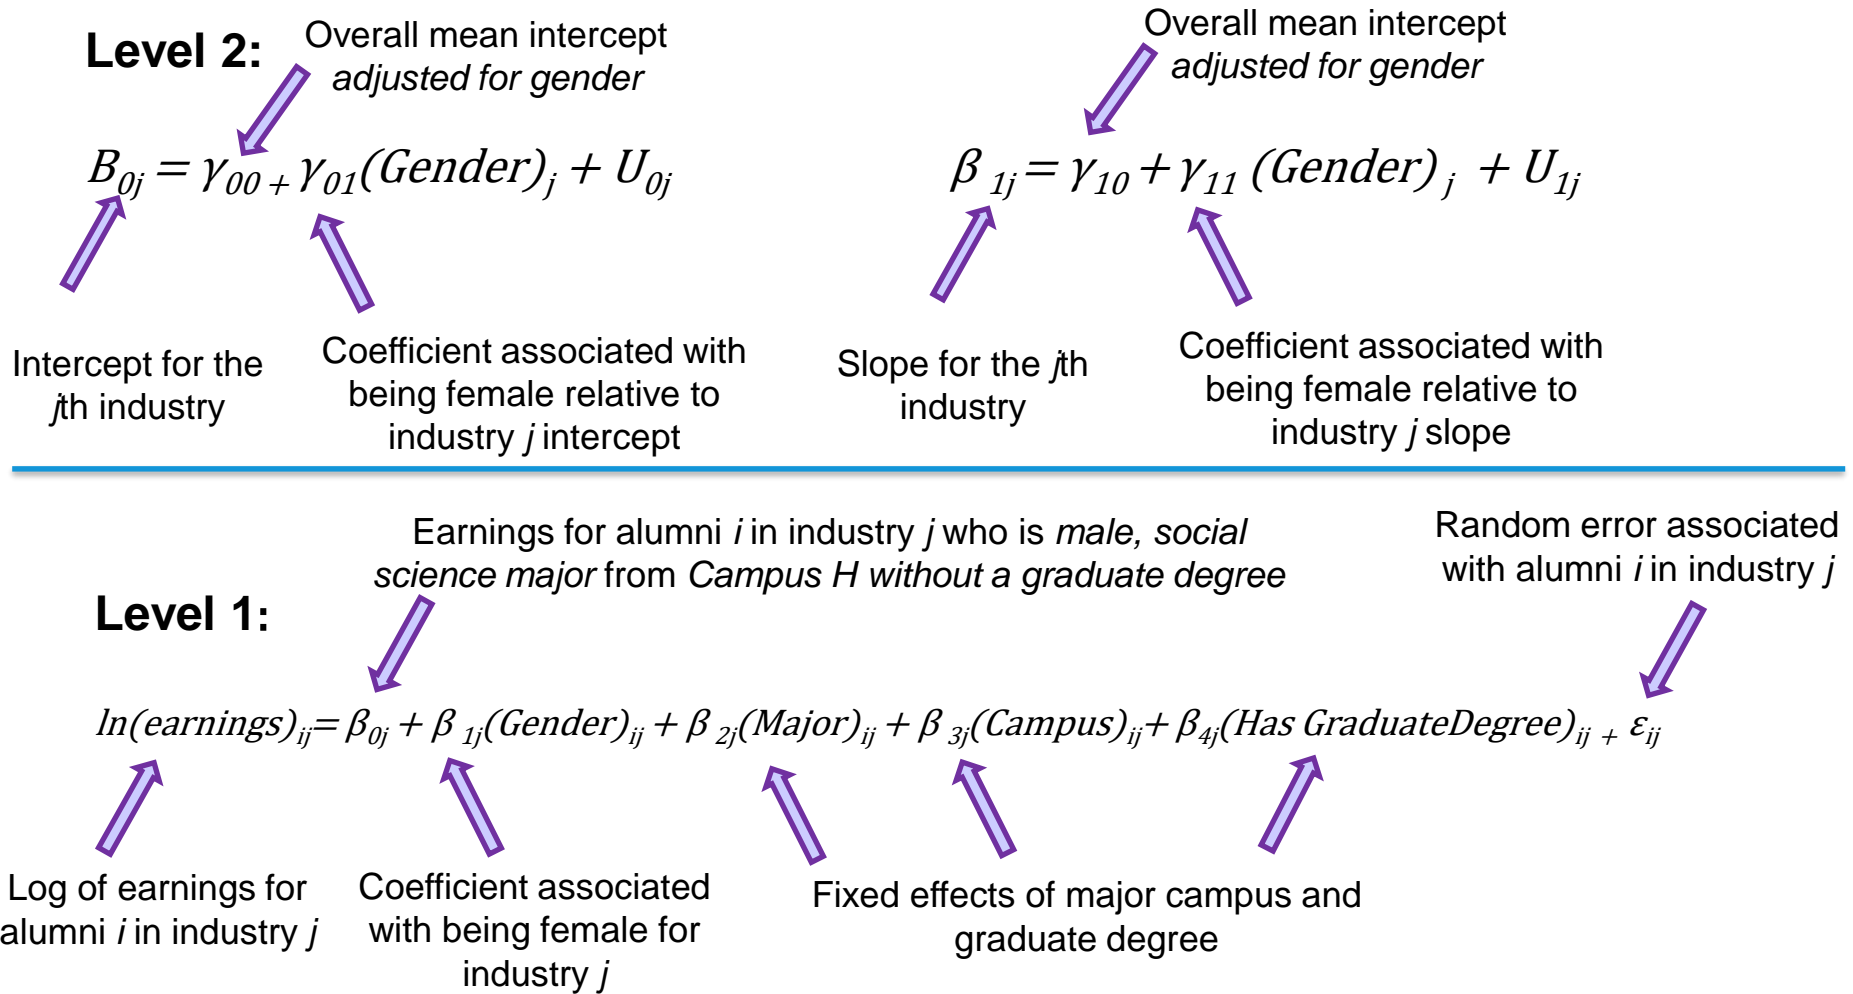 Level 2:
Overall mean intercept
adjusted for gender
Overall mean intercept
adjusted for gender
B0j = γ00 + γ01(Gender)j + U0j
β 1j = γ10 + γ11 (Gender) j + U1j
Intercept for the
jth industry
Coefficient associated with
being female relative to
industry j intercept
Slope for the jth
industry
Coefficient associated with
being female relative to
industry j slope
Earnings for alumni i in industry j who is male, social
science major from Campus H without a graduate degree
Random error associated
with alumni i in industry j
Level 1:
ln(earnings)ij= β0j + β 1j(Gender)ij + β 2j(Major)ij + β 3j(Campus)ij+ β4j(Has GraduateDegree)ij + εij
Log of earnings for
alumni i in industry j
Coefficient associated
with being female for
industry j
Fixed effects of major campus and
graduate degree